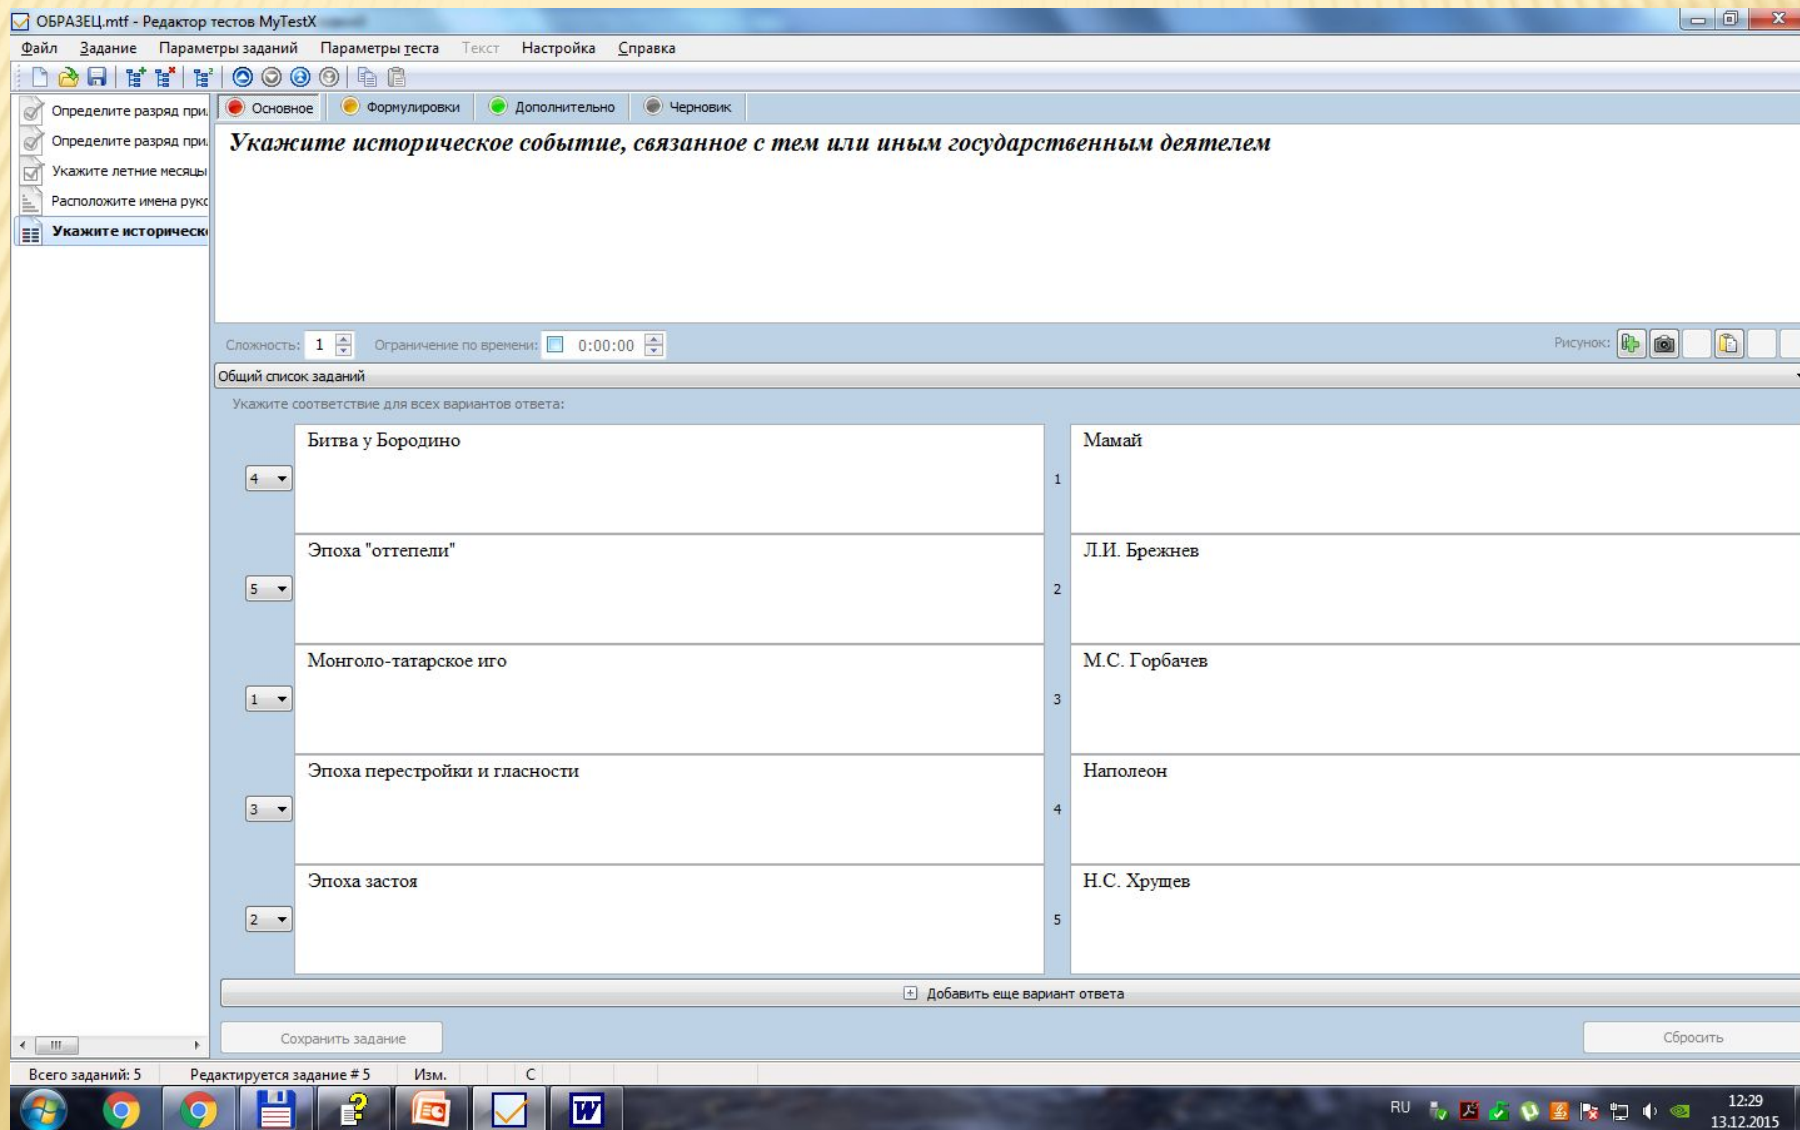 ОБРАЗЕЦ.mtf - Редактор тестов MyTestX
Файл Задание Параметры заданий Параметры теста Текст Настройка Справка
Основное Формулировки Дополнительно Черновик
Определите разряд при.
Определите разряд при.
Укажите летние месяцы
Расположите имена рукс
Укажите историческ
Укажите историческое событие, связанное с тем или иным государственным деятелем
Сложность: 1 Ограничение по времени: 0:00:00 Рисунок:
Общий список заданий
Укажите соответствие для всех вариантов ответа:
4 Битва у Бородино 1 Мамай
5 Эпоха "оттепели" 2 Л.И. Брежнев
1 Монголо-татарское иго 3 М.С. Горбачев
3 Эпоха перестройки и гласности 4 Наполеон
2 Эпоха застоя 5 Н.С. Хрущев
Добавить еще вариант ответа
Сохранить задание Сбросить
Всего заданий: 5 Редактируется задание # 5 Изм. С
RU 12:29
13.12.2015